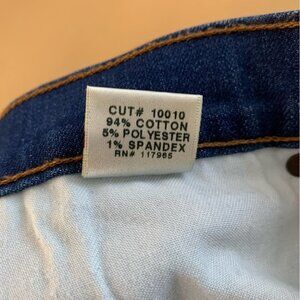 CUT# 10010
94% COTTON
5% POLYESTER
1% SPANDEX
RN# 117985